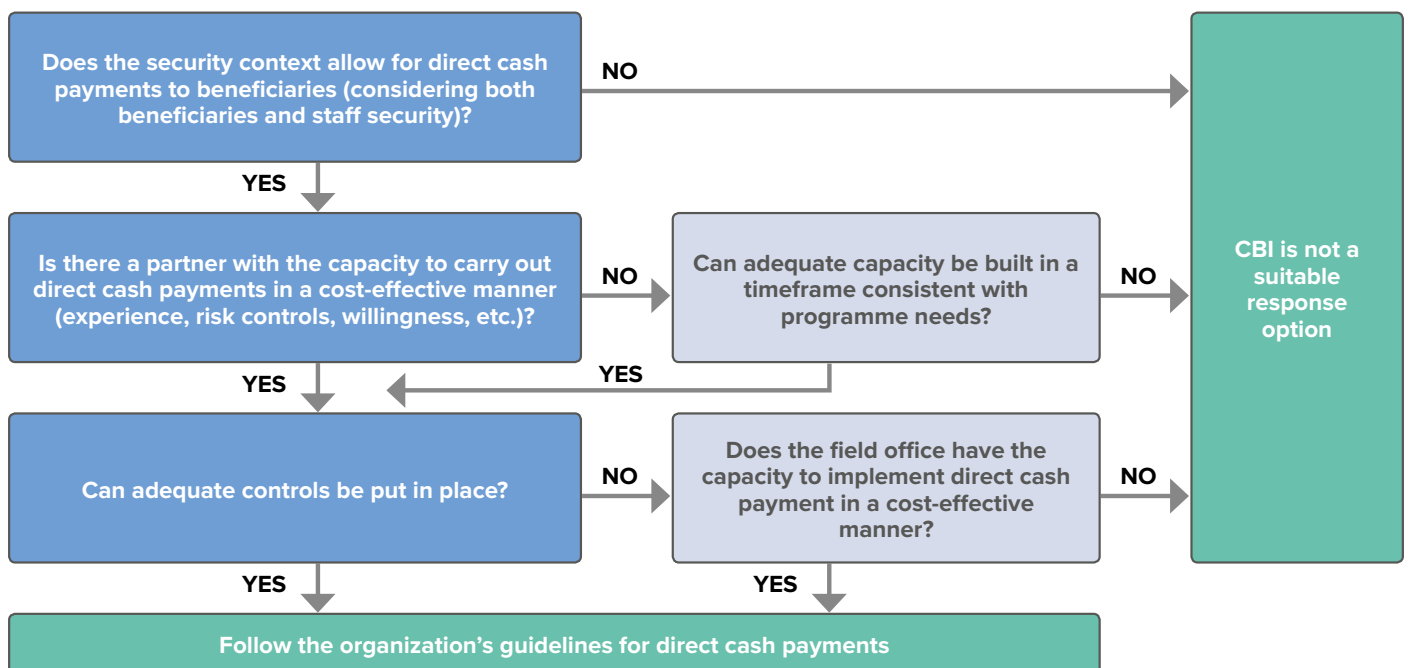 Does the security context allow for direct cash
payments to beneficiaries (considering both
beneficiaries and staff security)?
NO
YES
Is there a partner with the capacity to carry out
direct cash payments in a cost-effective manner
(experience, risk controls, willingness, etc.)?
NO
Can adequate capacity be built in a
timeframe consistent with
programme needs?
NO
CBI is not a
suitable
response
option
YES
YES
Can adequate controls be put in place?
NO
Does the field office have the
capacity to implement direct cash
payment in a cost-effective
manner?
NO
YES
YES
Follow the organization’s guidelines for direct cash payments